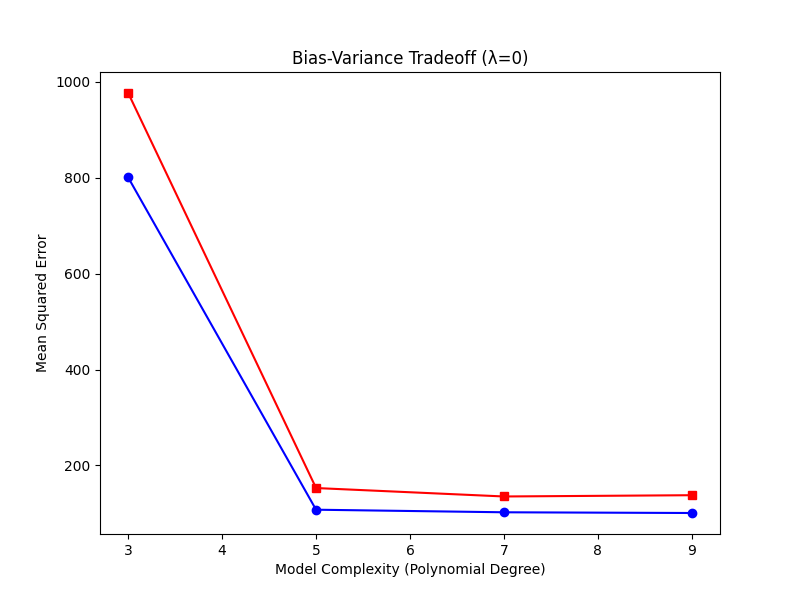 Bias-Variance Tradeoff (λ=0)
1000
800
600
400
200
Mean Squared Error
3 4 5 6 7 8 9
Model Complexity (Polynomial Degree)